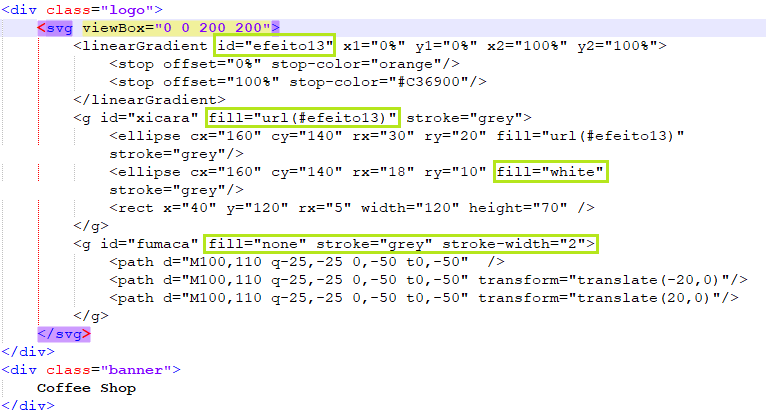 <div class="logo">
<svg viewBox="0 0 200 200">
<linearGradient id="efeito13" x1="0%" y1="0%" x2="100%" y2="100%">
<stop offset="0%" stop-color="orange"/>
<stop offset="100%" stop-color="#C36900"/>
</linearGradient>
<g id="xicara" fill="url(#efeito13)" stroke="grey">
<ellipse cx="160" cy="140" rx="30" ry="20" fill="url(#efeito13)"
stroke="grey"/>
<ellipse cx="160" cy="140" rx="18" ry="10" fill="white"
stroke="grey"/>
<rect x="40" y="120" rx="5" width="120" height="70" />
</g>
<g id="fumaca" fill="none" stroke="grey" stroke-width="2">
<path d="M100,110 q-25,-25 0,-50 t0,-50"  />
<path d="M100,110 q-25,-25 0,-50 t0,-50" transform="translate(-20,0)"/>
<path d="M100,110 q-25,-25 0,-50 t0,-50" transform="translate(20,0)"/>
</g>
</svg>
</div>
<div class="banner">
Coffee Shop
</div>